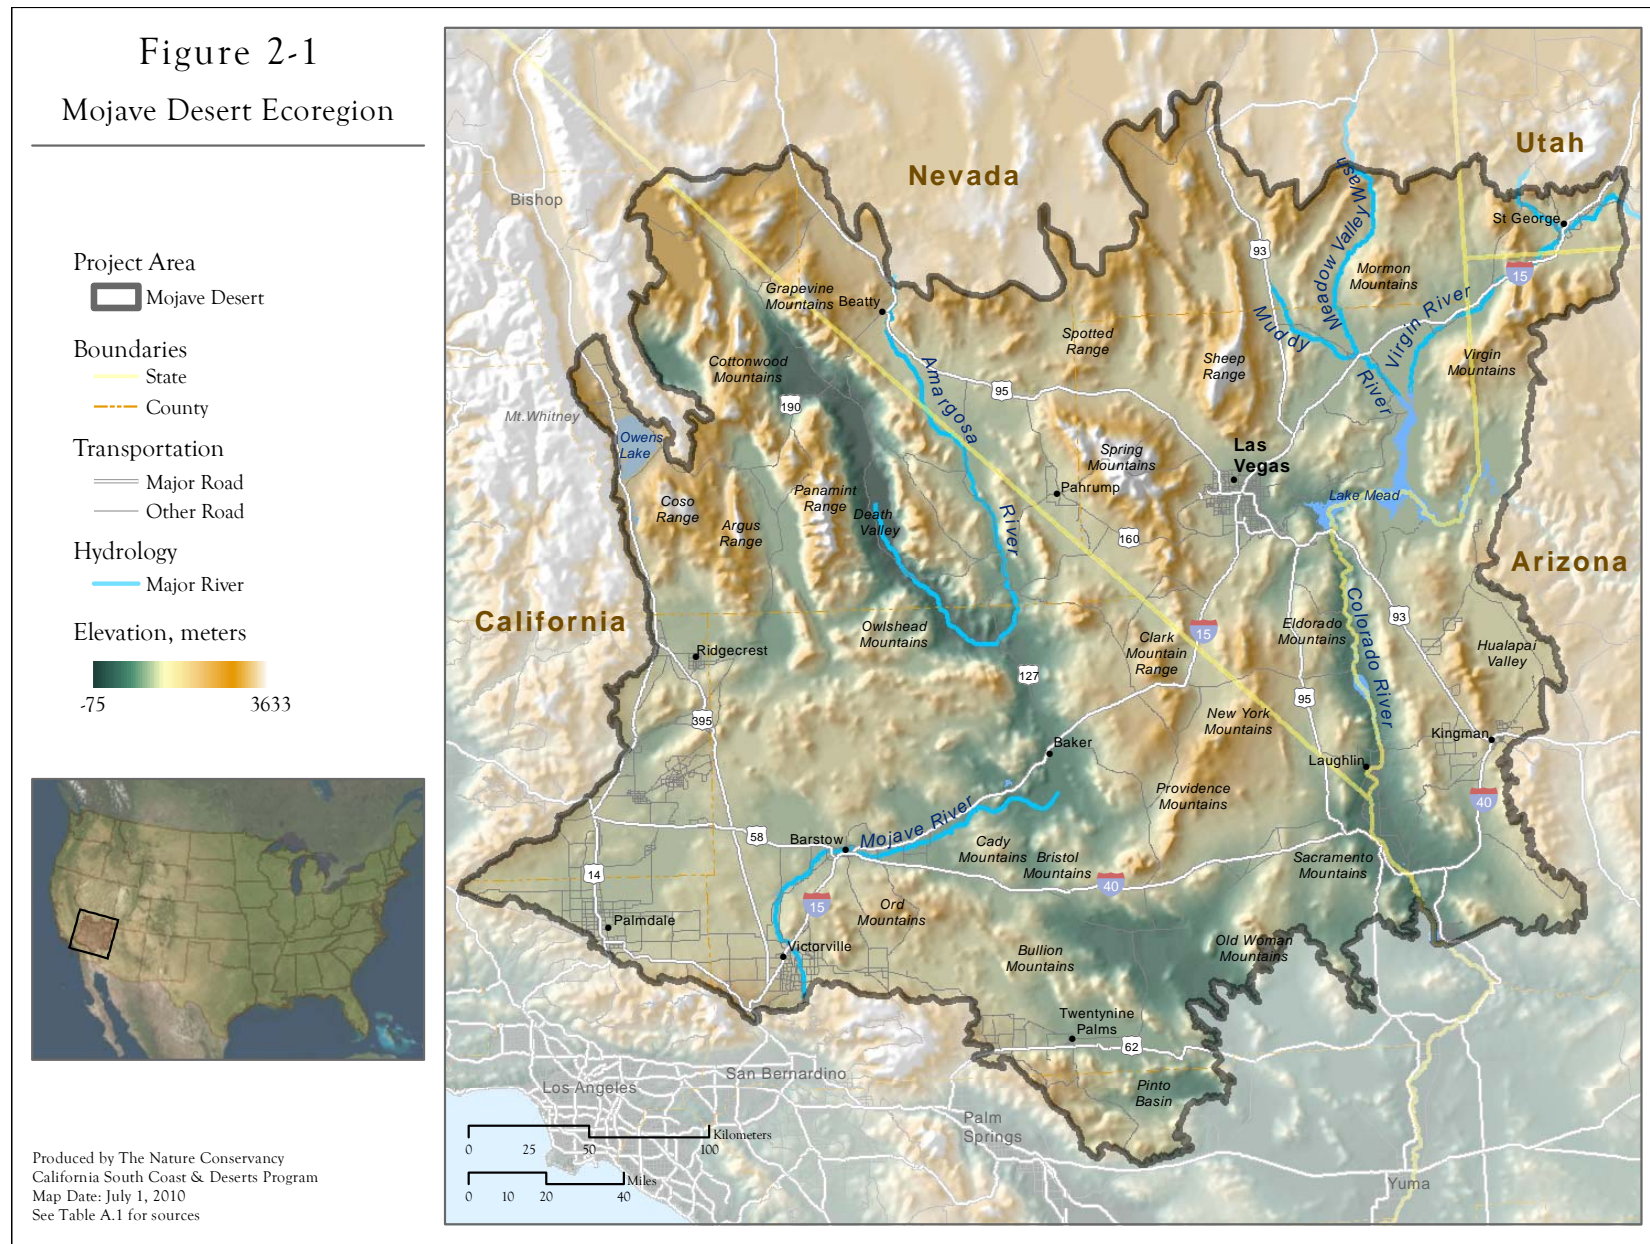 Figure 2-1
Mojave Desert Ecoregion
Project Area
Mojave Desert
Boundaries
State
County
Transportation
Major Road
Other Road
Hydrology
Major River
Elevation, meters
-75
3633
Produced by The Nature Conservancy
California South Coast & Deserts Program
Map Date: July 1, 2010
See Table A.1 for sources
Utah
Nevada
Bishop
Meadow Valley Wash
St George
93
15
Mormon
Mountains
Grapevine
Mountains
Beatty
Muddy
River
Virgin River
Spotted
Range
Sheep
Range
Virgin
Mountains
Cottonwood
Mountains
Amargosa
River
95
190
Mt.Whitney
Owens
Lake
Las
Vegas
Spring
Mountains
Pahrump
Lake Mead
Coso
Range
Panamint
Range
Argus
Range
Death
Valley
160
Arizona
California
Owlshead
Mountains
Clark
Mountain
Range
15
Eldorado
Mountains
Colorado River
93
Hualapai
Valley
Ridgecrest
127
95
395
New York
Mountains
Kingman
Baker
Laughlin
Providence
Mountains
40
Mojave River
Barstow
58
Cady
Mountains
Bristol
Mountains
Sacramento
Mountains
14
40
15
Ord
Mountains
Palmdale
Victorville
Bullion
Mountains
Old Woman
Mountains
Twentynine
Palms
62
San Bernardino
Los Angeles
Pinto
Basin
Palm
Springs
Kilometers
0 25 50 100
Miles
0 10 20 40
Yuma